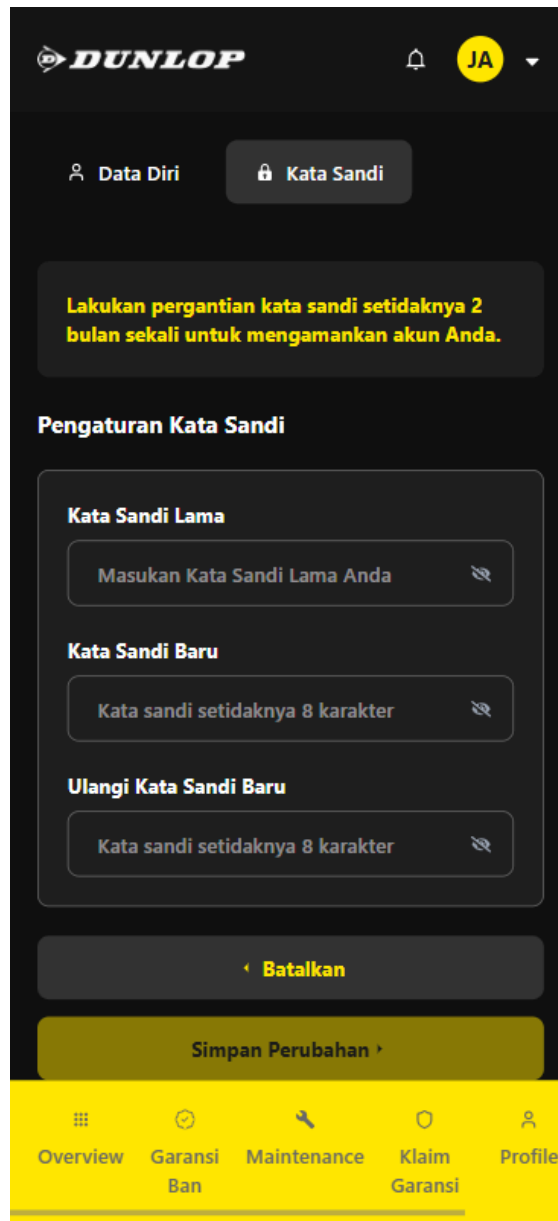 DUNLOP
JA
Data Diri
Kata Sandi
Lakukan pergantian kata sandi setidaknya 2
bulan sekali untuk mengamankan akun Anda.
Pengaturan Kata Sandi
Kata Sandi Lama
Masukan Kata Sandi Lama Anda
Kata Sandi Baru
Kata sandi setidaknya 8 karakter
Ulangi Kata Sandi Baru
Kata sandi setidaknya 8 karakter
Batalkan
Simpan Perubahan
Overview
Garansi
Ban
Maintenance
Klaim
Garansi
Profile